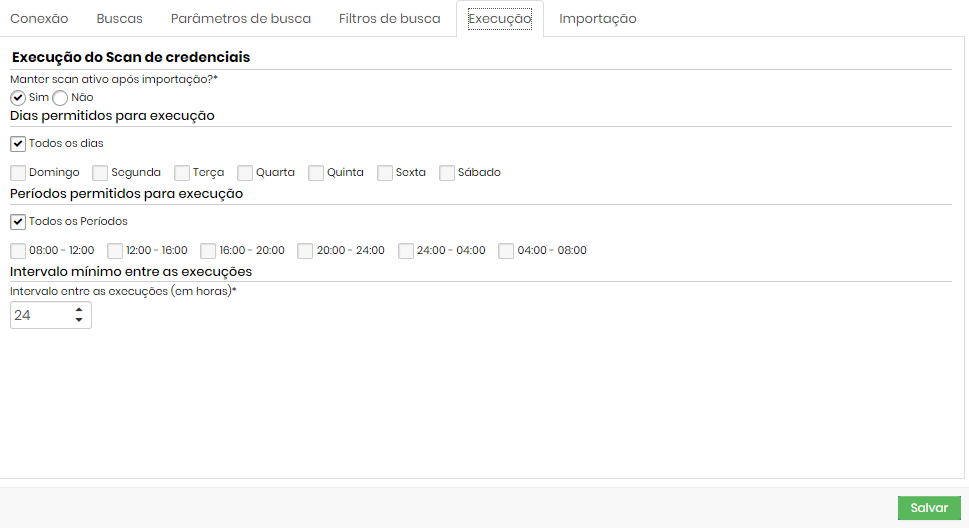 Conexão Buscas Parâmetros de busca Filtros de busca Execução Importação
Execução do Scan de credenciais
Manter scan ativo após importação?*
Sim Não
Dias permitidos para execução
Todos os dias
Domingo Segunda Terça Quarta Quinta Sexta Sábado
Períodos permitidos para execução
Todos os Períodos
08:00 - 12:00 12:00 - 16:00 16:00 - 20:00 20:00 - 24:00 24:00 - 04:00 04:00 - 08:00
Intervalo mínimo entre as execuções
Intervalo entre as execuções (em horas)*
24
Salvar